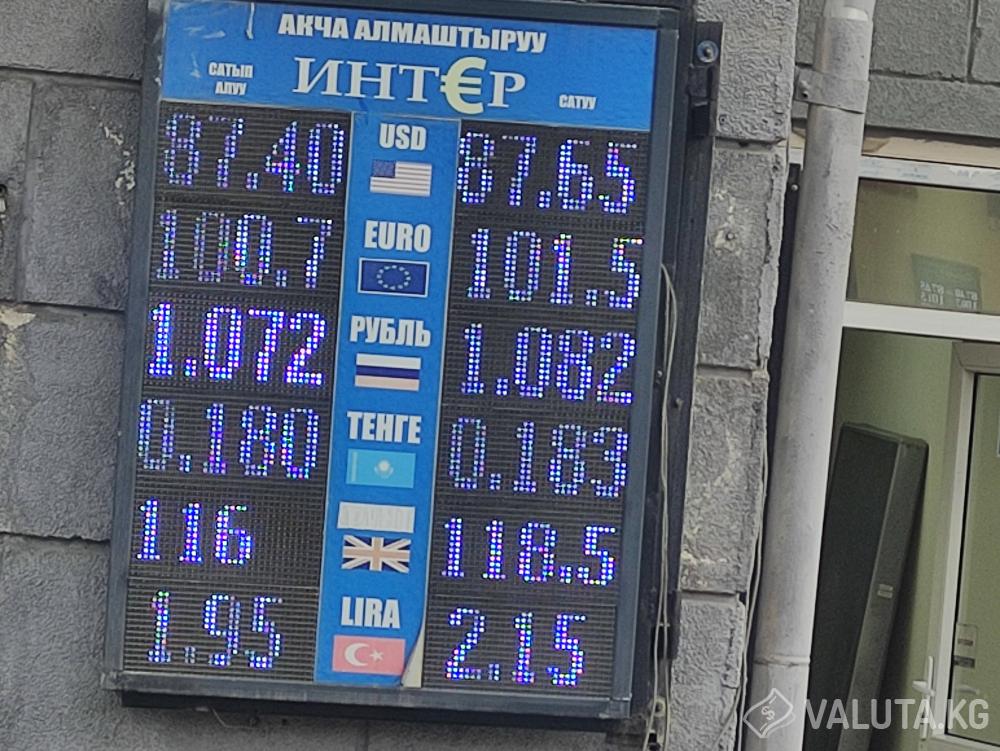 АКЧА АЛМАШТЫРУУ
САТЫП АЛУУ
ИНТ€Р
САТУУ
87.40 USD 87.65
100.7 EURO 101.5
1.072 РУБЛЬ 1.082
0.180 ТЕНГЕ 0.183
116 118.5
1.95 LIRA 2.15
VALUTA.KG